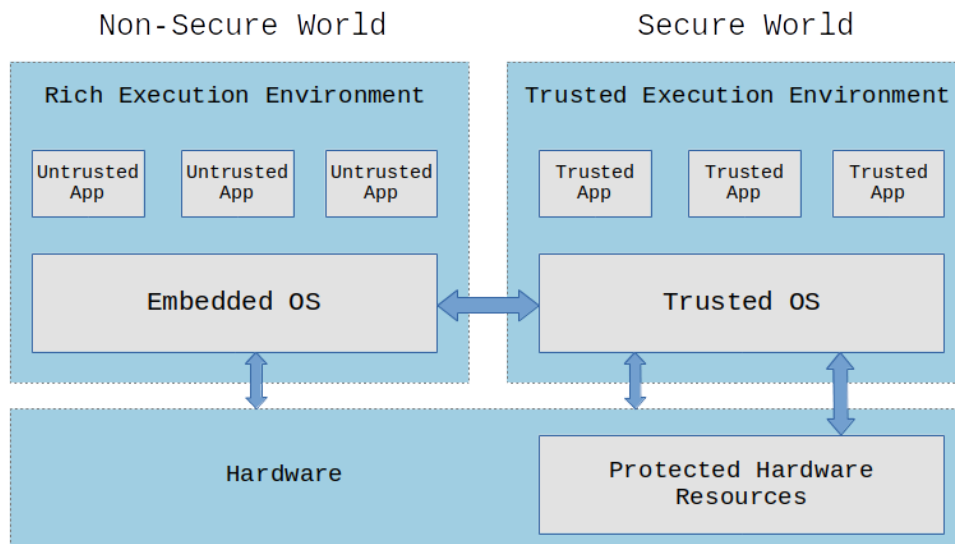 Non-Secure World
Secure World
Rich Execution Environment
Trusted Execution Environment
Untrusted
App
Untrusted
App
Untrusted
App
Trusted
App
Trusted
App
Trusted
App
Embedded OS
Trusted OS
Hardware
Protected Hardware
Resources